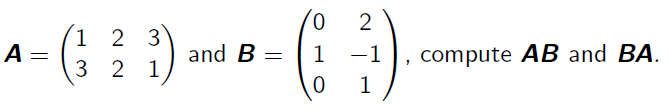 A = (1 2 3; 3 2 1) and B = (0 2; 1 −1; 0 1), compute AB and BA.